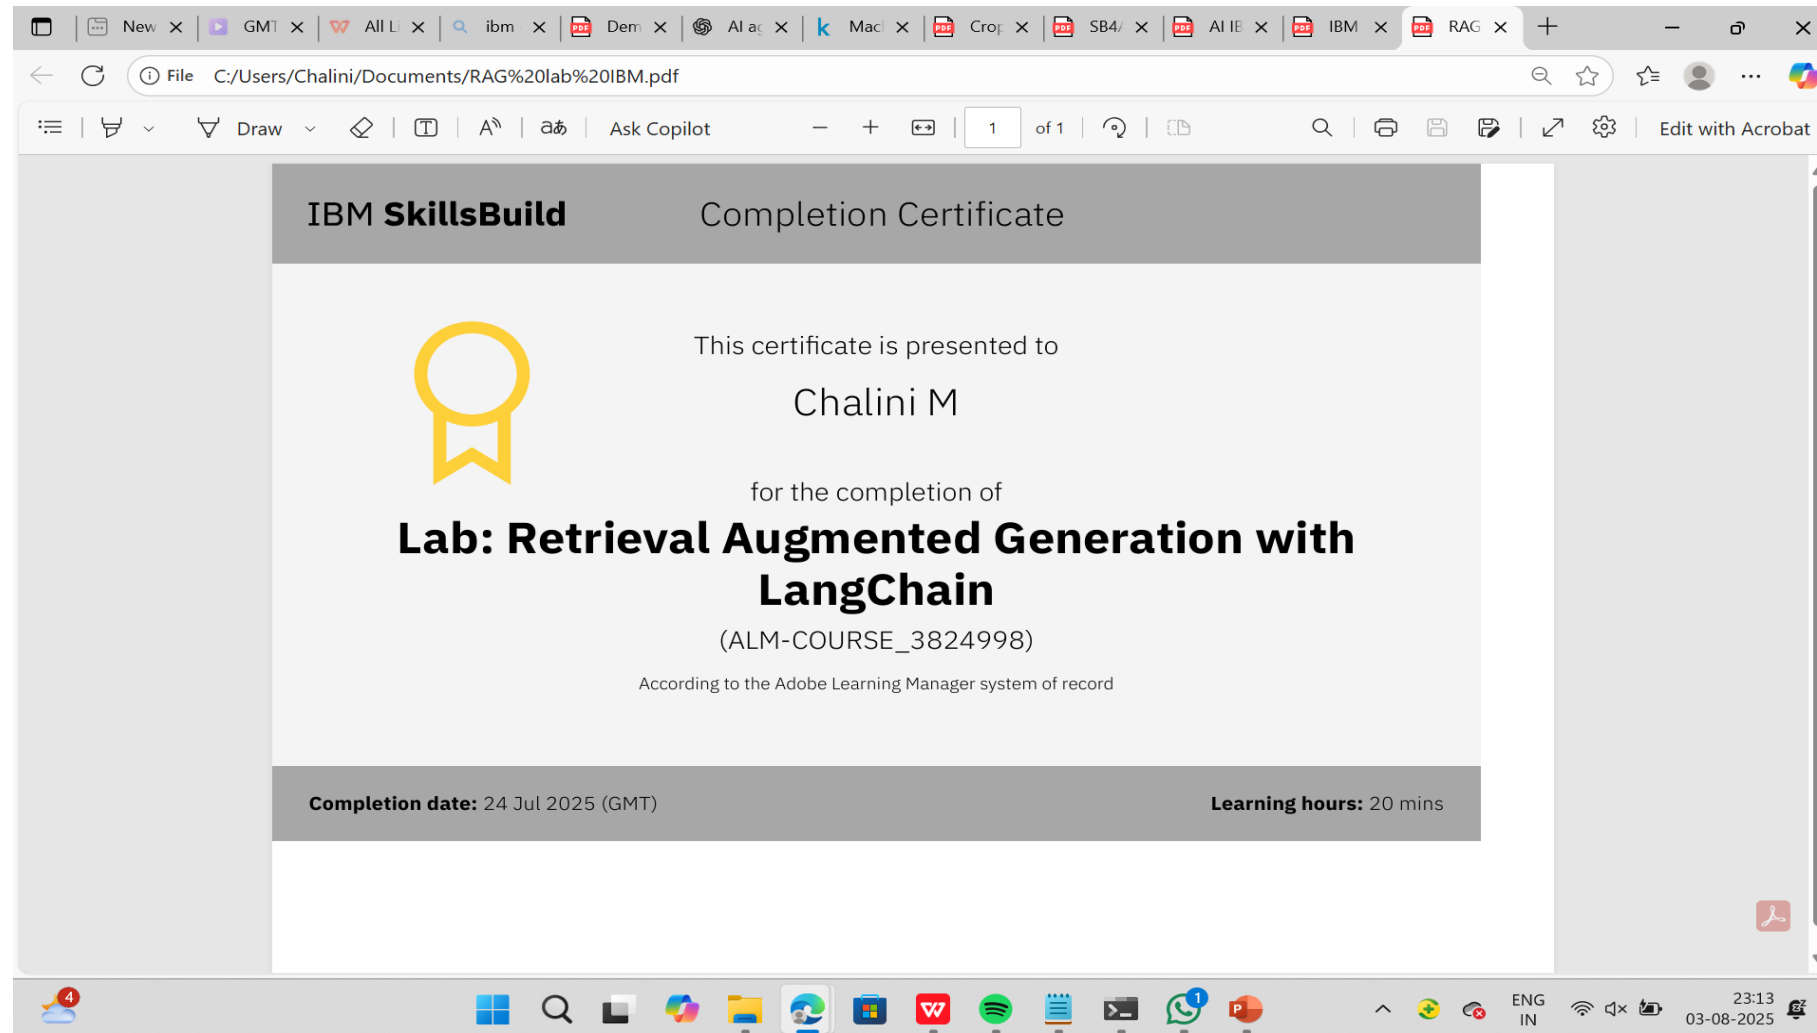 New
GMT
All Li
ibm
Dem
AI ag
Mac
Crop
SB4/
AI IB
IBM
RAG
File C:/Users/Chalini/Documents/RAG%20lab%20IBM.pdf
Draw
aあ
Ask Copilot
1 of 1
Edit with Acrobat
IBM SkillsBuild Completion Certificate
This certificate is presented to
Chalini M
for the completion of
Lab: Retrieval Augmented Generation with
LangChain
(ALM-COURSE_3824998)
According to the Adobe Learning Manager system of record
Completion date: 24 Jul 2025 (GMT) Learning hours: 20 mins
4
1
ENG
IN
23:13
03-08-2025